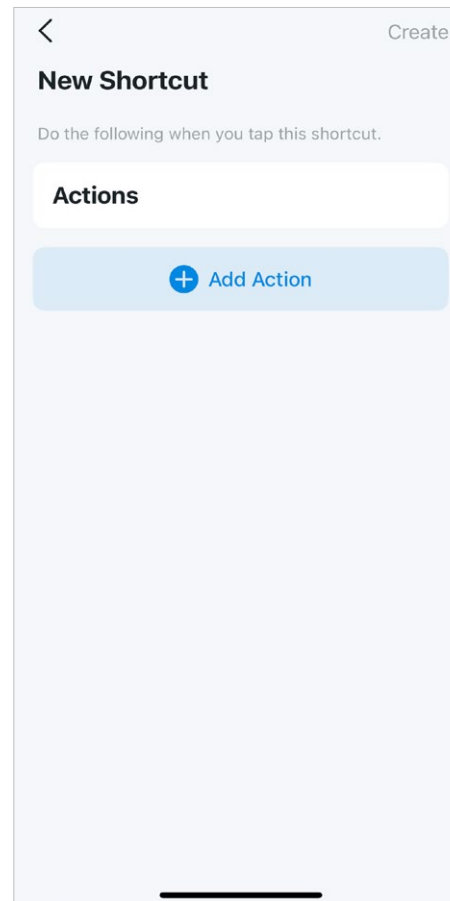 Create
New Shortcut
Do the following when you tap this shortcut.
Actions
Add Action